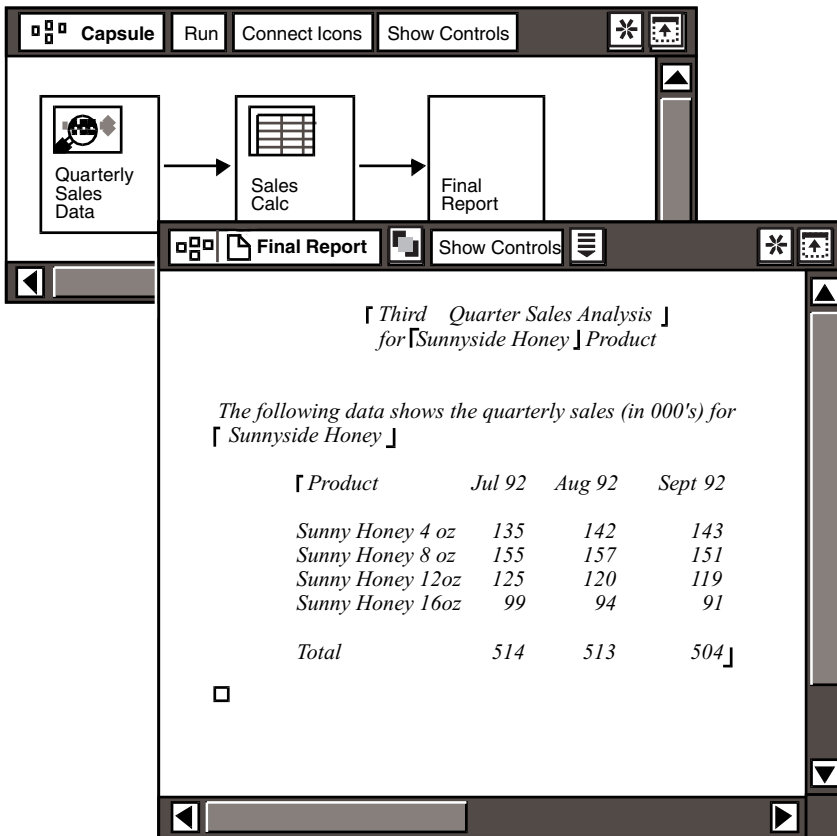 Capsule Run Connect Icons Show Controls
Quarterly
Sales
Data
Sales
Calc
Final
Report
Final Report Show Controls
Third Quarter Sales Analysis
for Sunnyside Honey Product
The following data shows the quarterly sales (in 000's) for
Sunnyside Honey
Product Jul 92 Aug 92 Sept 92
Sunny Honey 4 oz 135 142 143
Sunny Honey 8 oz 155 157 151
Sunny Honey 12oz 125 120 119
Sunny Honey 16oz 99 94 91
Total 514 513 504